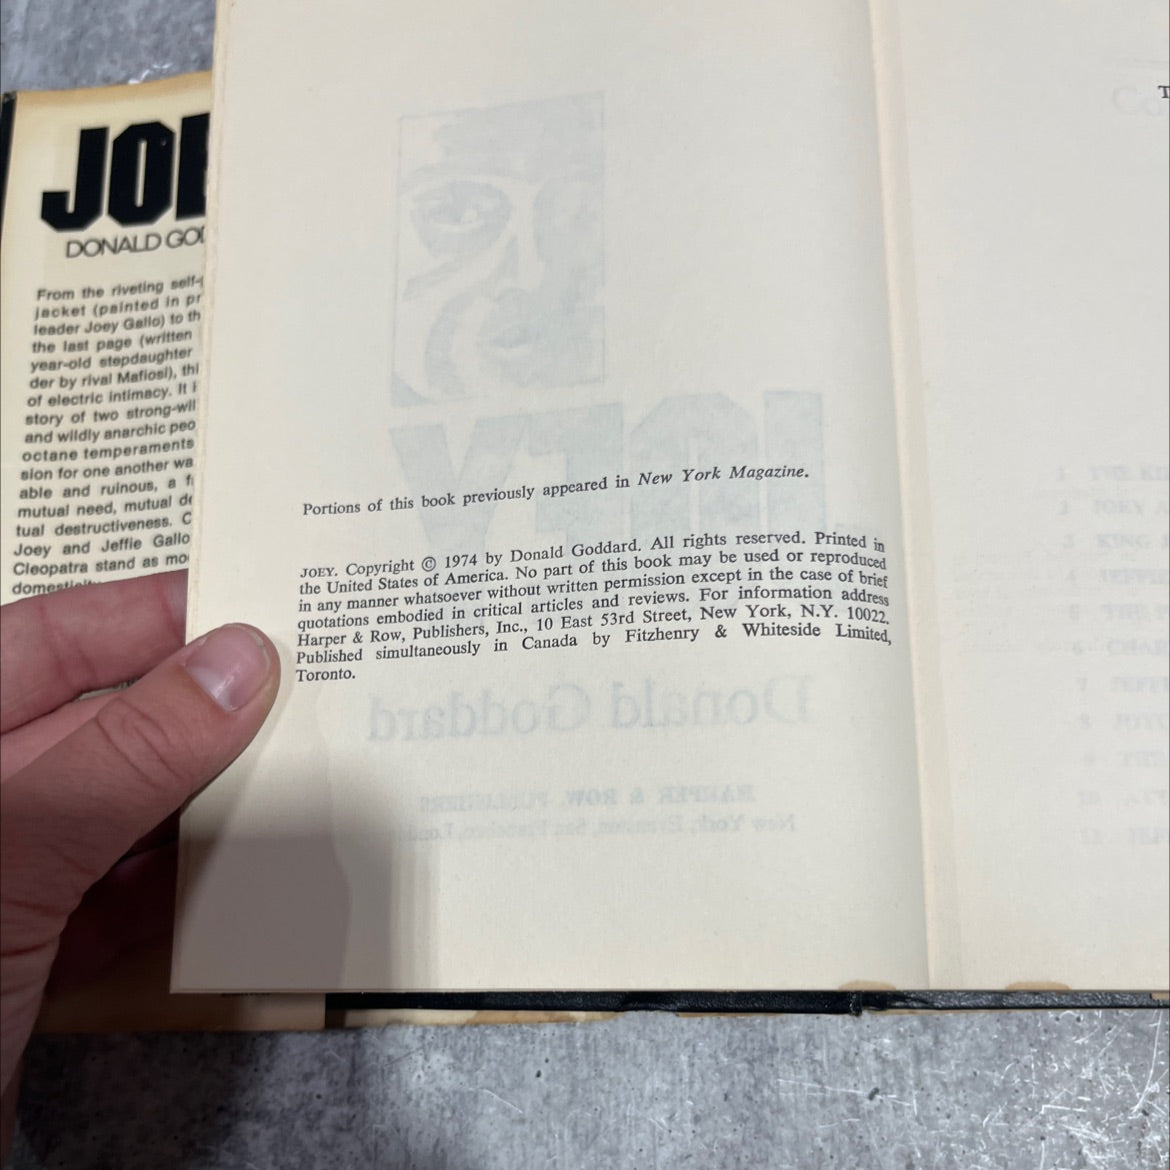 JOE
DONALD GOD
From the riveting self-
jacket (painted in pr
leader Joey Gallo) to th
the last page (written
year-old stepdaughter
der by rival Mafiosi), thi
of electric intimacy. It i
story of two strong-wil
and wildly anarchic peo
octane temperaments
sion for one another wa
able and ruinous, a f
mutual need, mutual de
tual destructiveness. C
Joey and Jeffie Gallo
Cleopatra stand as mo
Portions of this book previously appeared in New York Magazine.
JOEY. Copyright © 1974 by Donald Goddard. All rights reserved. Printed in
the United States of America. No part of this book may be used or reproduced
in any manner whatsoever without written permission except in the case of brief
quotations embodied in critical articles and reviews. For information address
Harper & Row, Publishers, Inc., 10 East 53rd Street, New York, N.Y. 10022.
Published simultaneously in Canada by Fitzhenry & Whiteside Limited,
Toronto.
JOEY
Donald Goddard
HARPER & ROW, PUBLISHERS
T